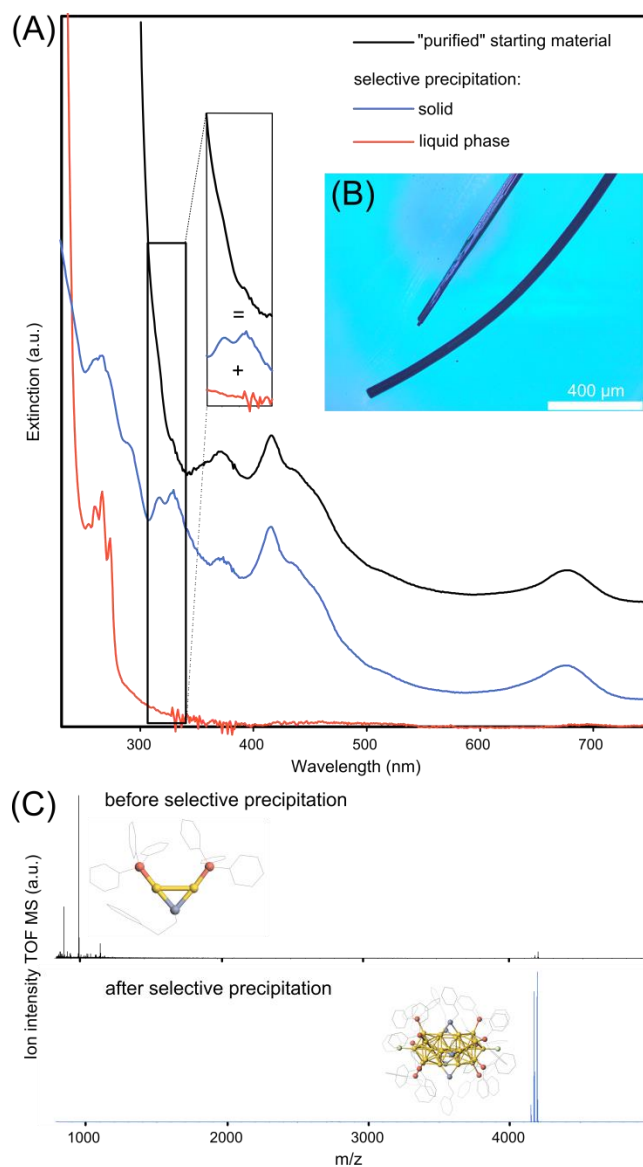 (A)
"purified" starting material
selective precipitation:
solid
liquid phase
=
+
(B)
400 µm
Extinction (a.u.)
300 400 500 600 700
Wavelength (nm)
(C)
before selective precipitation
after selective precipitation
Ion intensity TOF MS (a.u.)
1000 2000 3000 4000
m/z